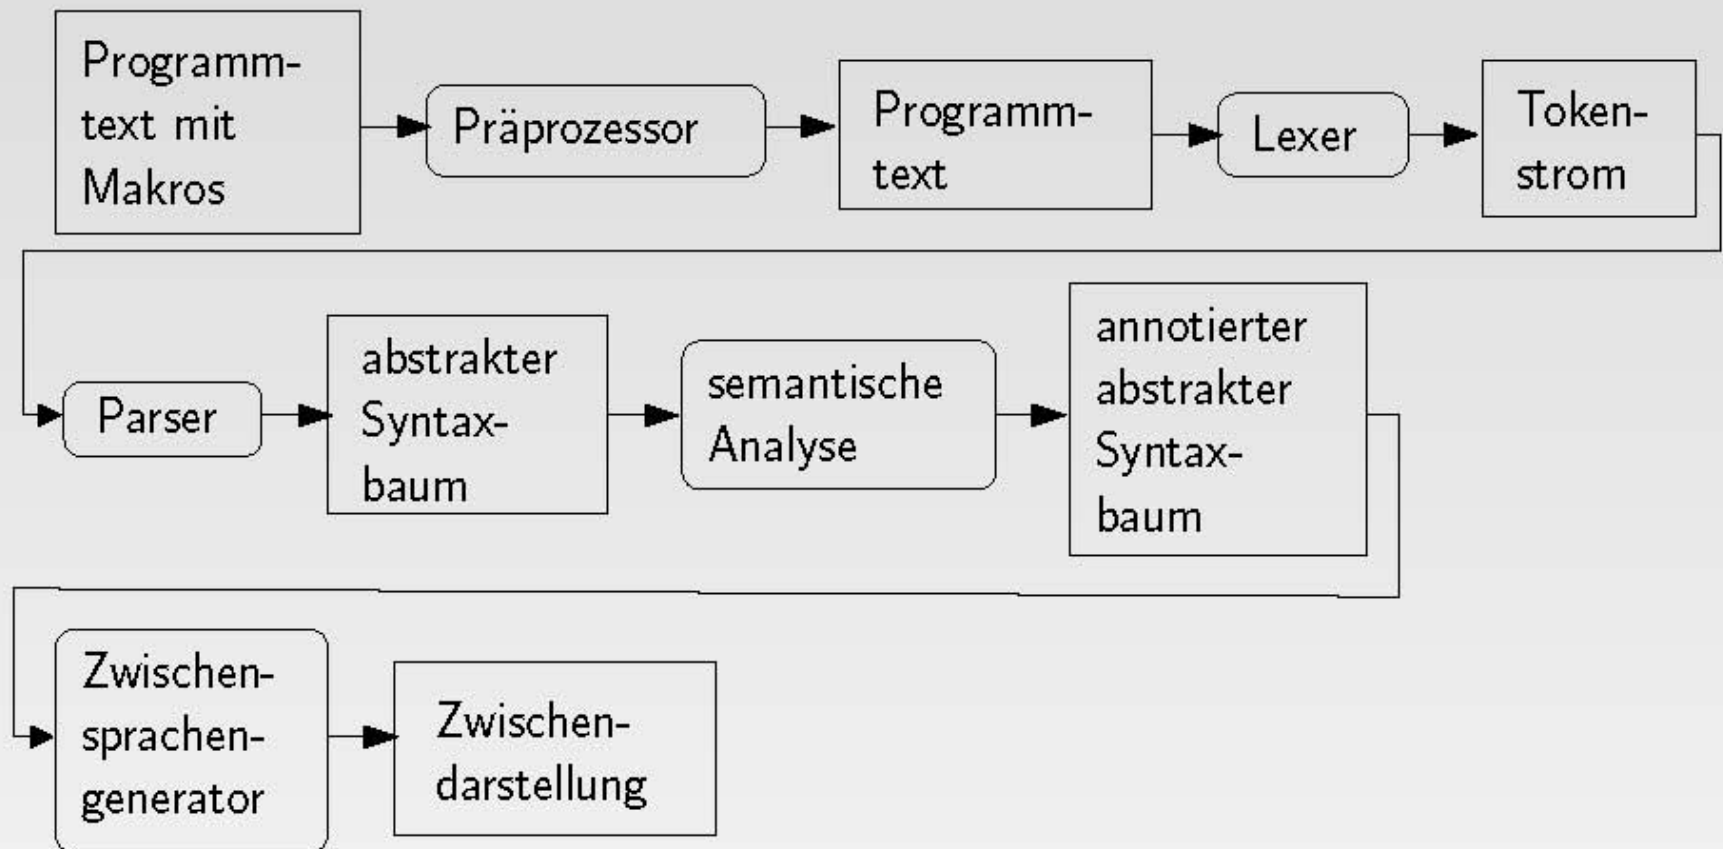 Programm-
text mit
Makros
Präprozessor
Programm-
text
Lexer
Token-
strom
Parser
abstrakter
Syntax-
baum
semantische
Analyse
annotierter
abstrakter
Syntax-
baum
Zwischen-
sprachen-
generator
Zwischen-
darstellung